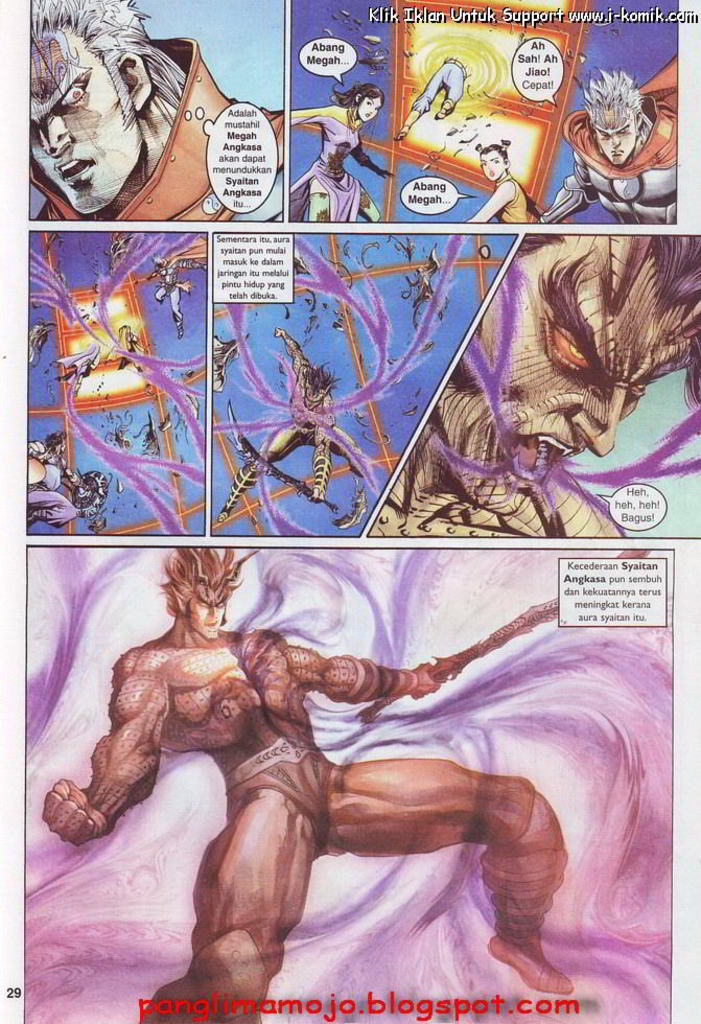 Klik Iklan Untuk Support www.j-komik.com
Adalah
mustahil
Megah
Angkasa
akan dapat
menundukkan
Syaitan
Angkasa
itu...
Abang
Megah...
Ah
Sah! Ah
Jiao!
Cepat!
Abang
Megah...
Sementara itu, aura
syaitan pun mulai
masuk ke dalam
jaringan itu melalui
pintu hidup yang
telah dibuka.
Heh,
heh, heh!
Bagus!
Kecederaan Syaitan
Angkasa pun sembuh
dan kekuatannya terus
meningkat kerana
aura syaitan itu.
29
panglimamojo.blogspot.com